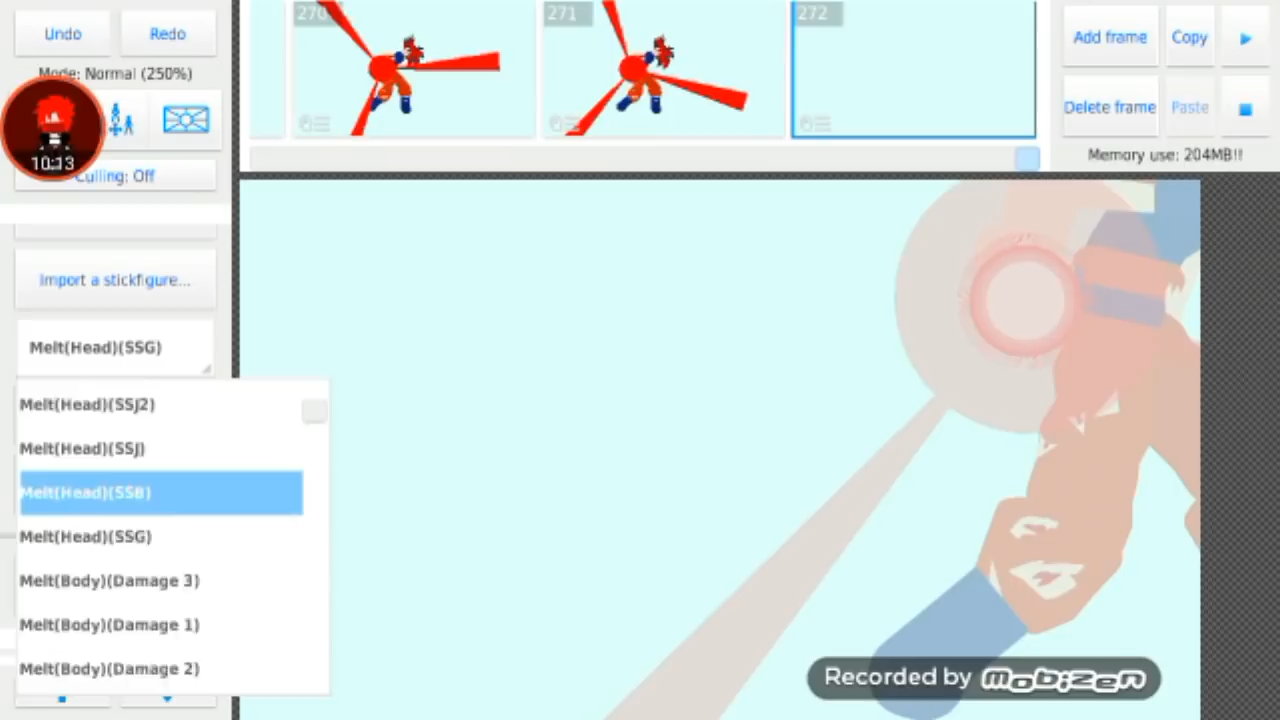 Undo
Redo
Mode: Normal (250%)
10:13
Culling: Off
Import a stickfigure...
Melt(Head)(SSG)
Melt(Head)(SSJ2)
Melt(Head)(SSJ)
Melt(Head)(SSB)
Melt(Head)(SSG)
Melt(Body)(Damage 3)
Melt(Body)(Damage 1)
Melt(Body)(Damage 2)
270
271
272
Add frame
Copy
Delete frame
Paste
Memory use: 204MB!!
Recorded by mobizen